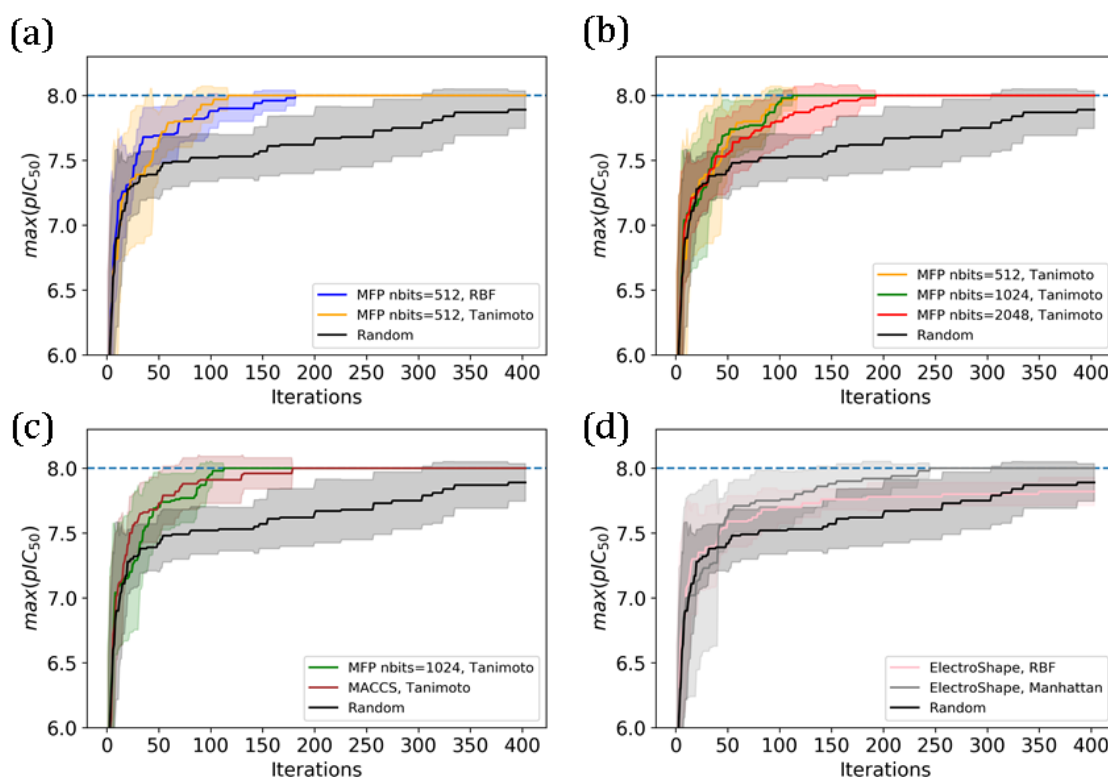 (a)
max(pIC50)
8.0
7.5
7.0
6.5
6.0
MFP nbits=512, RBF
MFP nbits=512, Tanimoto
Random
0 50 100 150 200 250 300 350 400
Iterations
(b)
max(pIC50)
8.0
7.5
7.0
6.5
6.0
MFP nbits=512, Tanimoto
MFP nbits=1024, Tanimoto
MFP nbits=2048, Tanimoto
Random
0 50 100 150 200 250 300 350 400
Iterations
(c)
max(pIC50)
8.0
7.5
7.0
6.5
6.0
MFP nbits=1024, Tanimoto
MACCS, Tanimoto
Random
0 50 100 150 200 250 300 350 400
Iterations
(d)
max(pIC50)
8.0
7.5
7.0
6.5
6.0
ElectroShape, RBF
ElectroShape, Manhattan
Random
0 50 100 150 200 250 300 350 400
Iterations